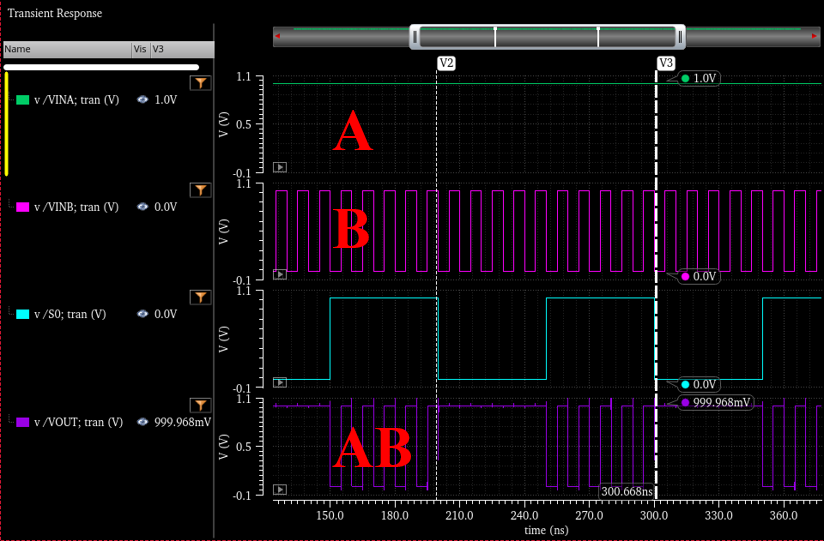 Transient Response
Name Vis V3
v /VINA; tran (V) 1.0V
v /VINB; tran (V) 0.0V
v /S0; tran (V) 0.0V
v /VOUT; tran (V) 999.968mV
V2 V3
1.1
V (V) 0.5
-0.1
A
1.0V
1.1
V (V)
-0.1
B
0.0V
1.1
V (V)
-0.1
0.0V
1.1
V (V) 0.5
-0.1
AB
999.968mV
300.668ns
150.0 180.0 210.0 240.0 270.0 300.0 330.0 360.0
time (ns)